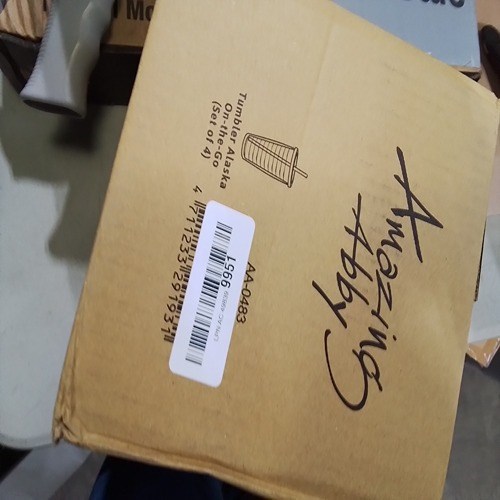 Amazing
Abby
Tumbler Alaska
On-the-Go
(Set of 4)
AA-0483
4 711233 291931
9951